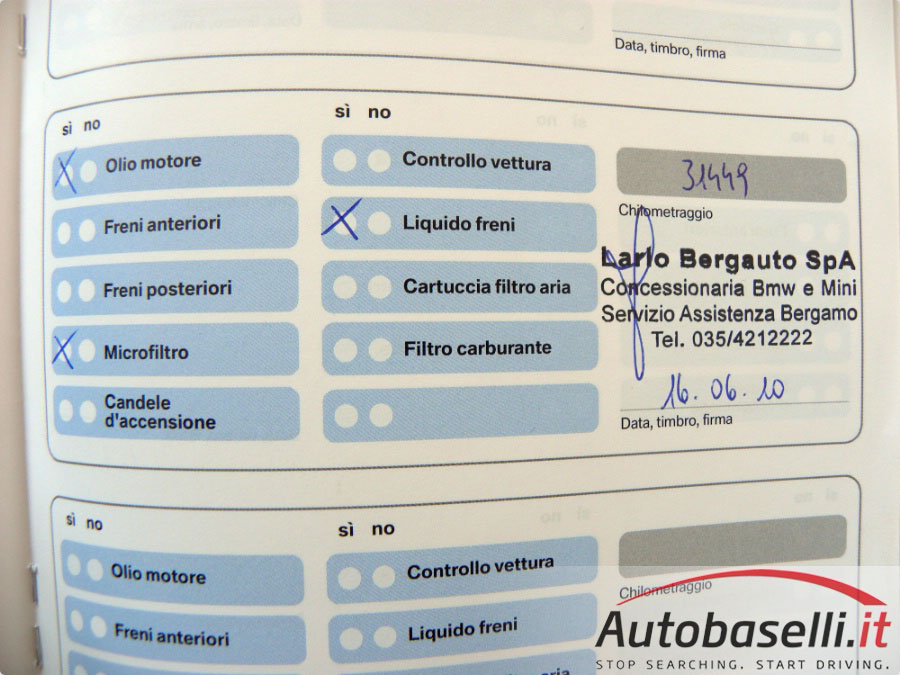 Data, timbro, firma
sì no
sì no
Olio motore
Controllo vettura
31449
Chilometraggio
Freni anteriori
Liquido freni
Lario Bergauto SpA
Concessionaria Bmw e Mini
Servizio Assistenza Bergamo
Tel. 035/4212222
Freni posteriori
Cartuccia filtro aria
Microfiltro
Filtro carburante
Candele
d'accensione
16.06.10
Data, timbro, firma
sì no
sì no
Olio motore
Controllo vettura
Chilometraggio
Freni anteriori
Liquido freni
Autobaselli.it
STOP SEARCHING. START DRIVING.